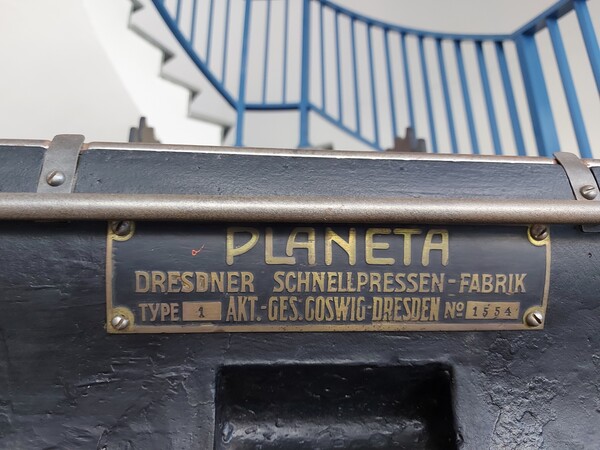 PLANETA
DRESDNER SCHNELLPRESSEN-FABRIK
TYPE 1 AKT.-GES. COSWIG-DRESDEN Nº 1554